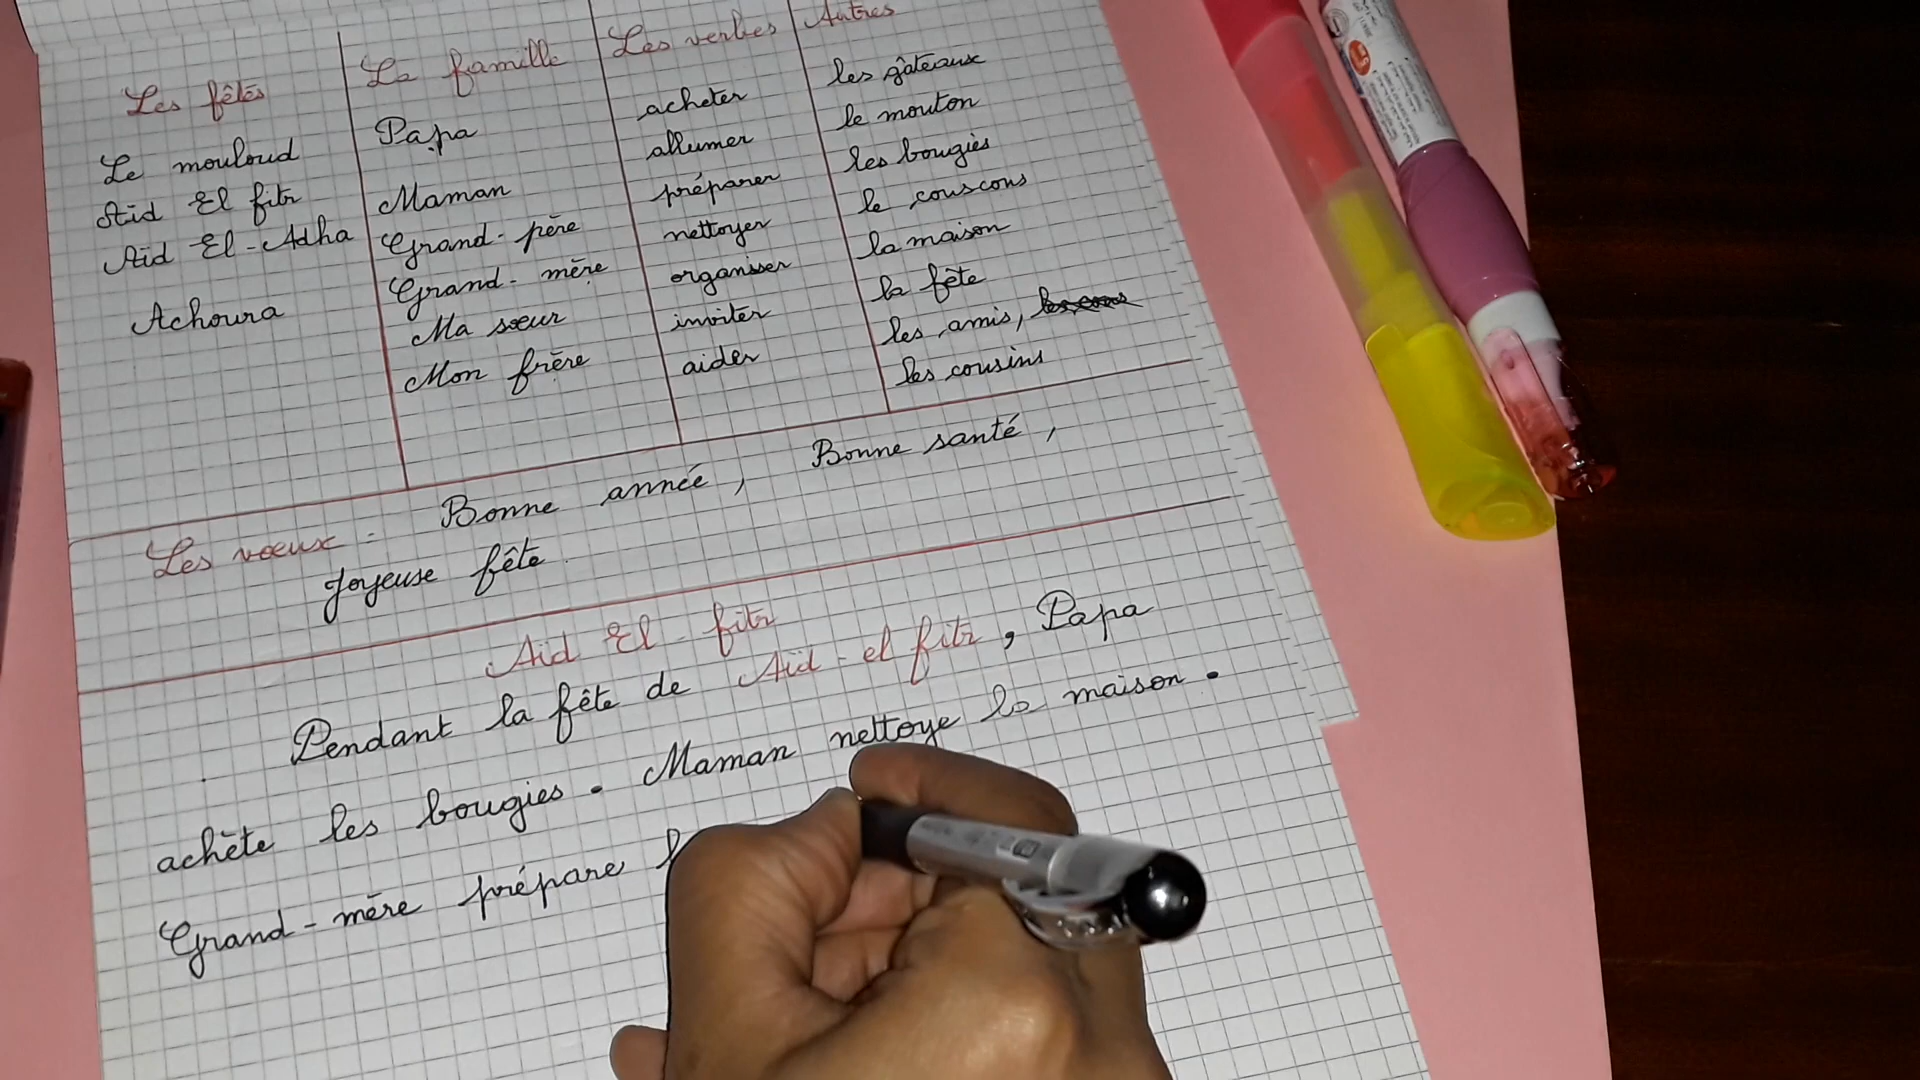 Les fêtes La famille Les verbes Autres
Le mouloud Papa acheter les gâteaux
Aid El fitr Maman allumer le mouton
Aïd El-Adha Grand-père préparer les bougies
Achoura Grand-mère nettoyer le couscous
Ma sœur organiser la maison
Mon frère inviter la fête
aider les amis,
les cousins
Les vœux : Bonne année, Bonne santé,
Joyeuse fête.
Aid El-fitr
Pendant la fête de Aïd-el fitr, Papa
achète les bougies. Maman nettoye la maison.
Grand-mère prépare